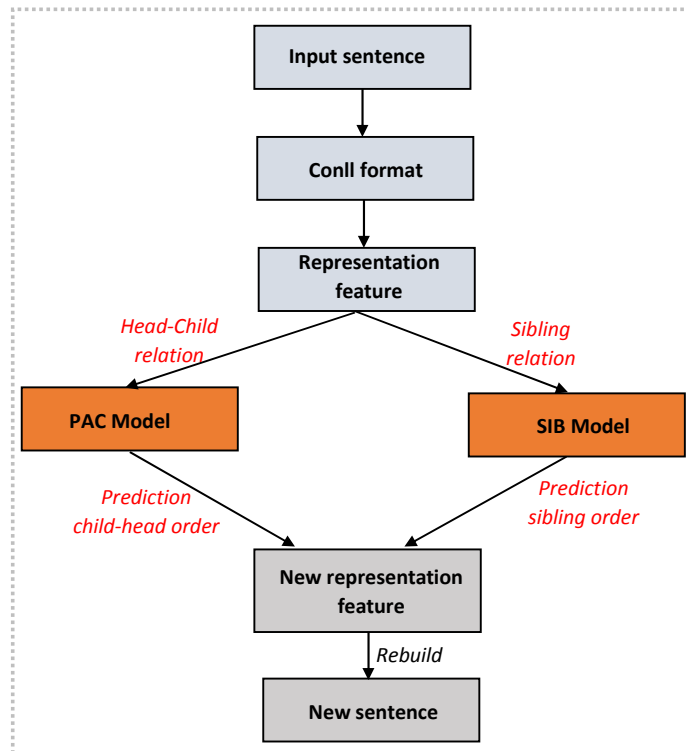 Input sentence
Conll format
Representation
feature
Head-Child
relation
Sibling
relation
PAC Model
SIB Model
Prediction
child-head order
Prediction
sibling order
New representation
feature
Rebuild
New sentence